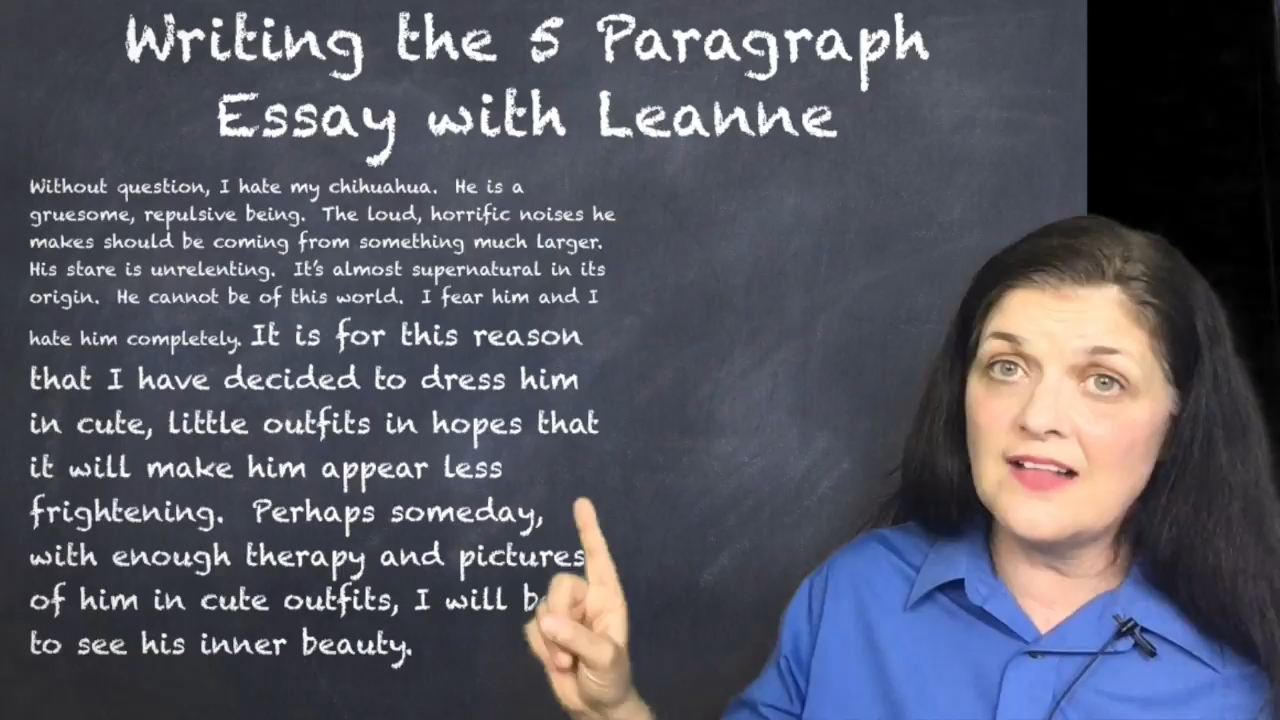 Writing the 5 Paragraph
Essay with Leanne
Without question, I hate my chihuahua. He is a
gruesome, repulsive being. The loud, horrific noises he
makes should be coming from something much larger.
His stare is unrelenting. It's almost supernatural in its
origin. He cannot be of this world. I fear him and I
hate him completely. It is for this reason
that I have decided to dress him
in cute, little outfits in hopes that
it will make him appear less
frightening. Perhaps someday,
with enough therapy and pictures
of him in cute outfits, I will
to see his inner beauty.